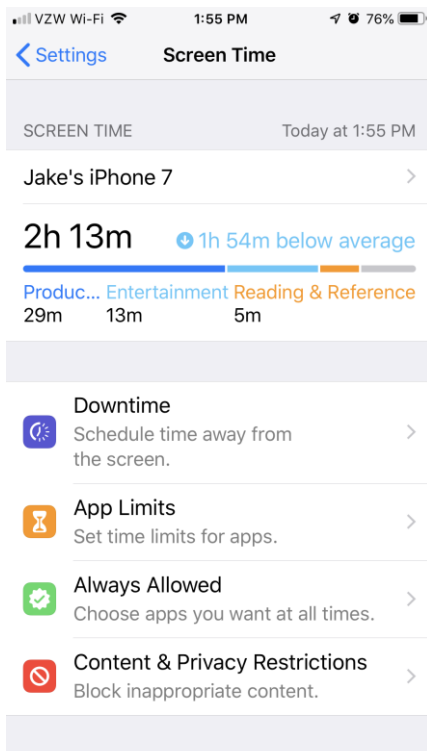 VZW Wi-Fi 1:55 PM 76%
Settings Screen Time
SCREEN TIME Today at 1:55 PM
Jake's iPhone 7
2h 13m 1h 54m below average
Produc... Entertainment Reading & Reference
29m 13m 5m
Downtime
Schedule time away from
the screen.
App Limits
Set time limits for apps.
Always Allowed
Choose apps you want at all times.
Content & Privacy Restrictions
Block inappropriate content.